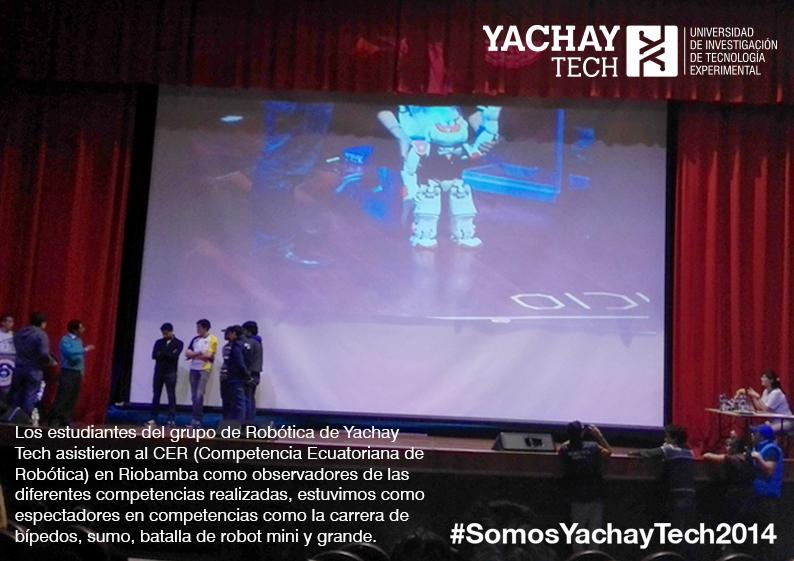 YACHAY
TECH
UNIVERSIDAD
DE INVESTIGACIÓN
DE TECNOLOGÍA
EXPERIMENTAL
ICIO
Los estudiantes del grupo de Robótica de Yachay
Tech asistieron al CER (Competencia Ecuatoriana de
Robótica) en Riobamba como observadores de las
diferentes competencias realizadas, estuvimos como
espectadores en competencias como la carrera de
bípedos, sumo, batalla de robot mini y grande.
#SomosYachayTech2014